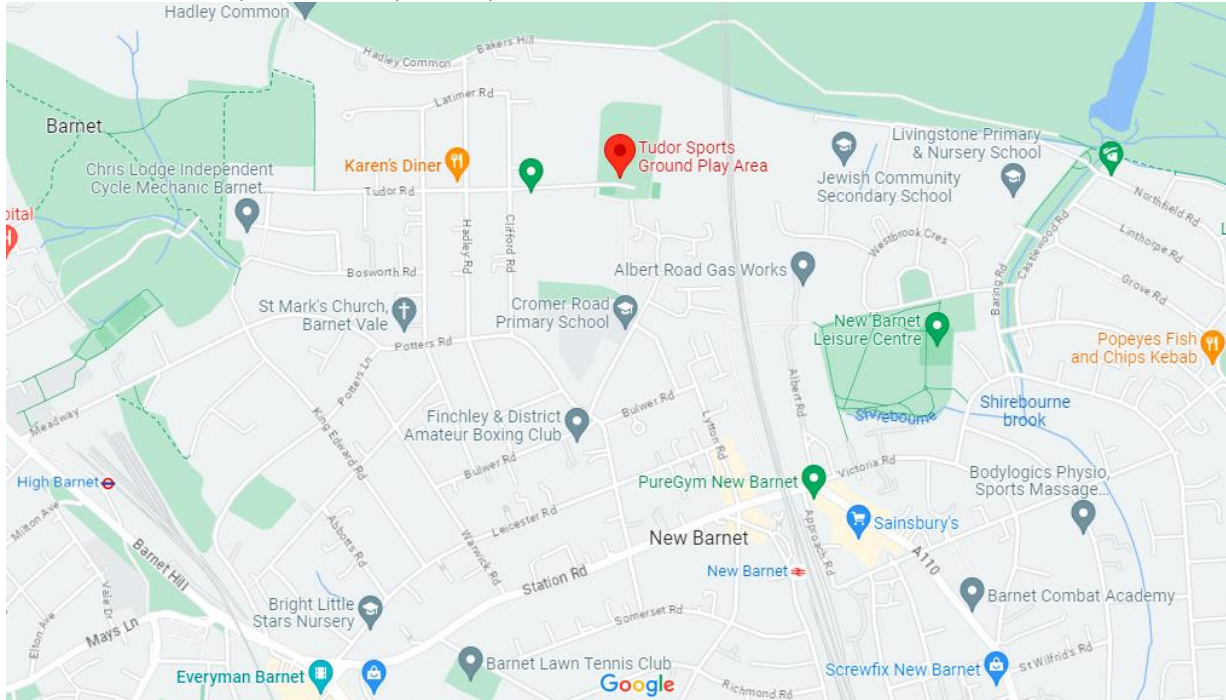 Hadley Common
Hadley Common
Bakers Hill
Latimer Rd
Barnet
Karen's Diner
Tudor Sports
Ground Play Area
Livingstone Primary
& Nursery School
Chris Lodge Independent
Cycle Mechanic Barnet...
Tudor Rd
Jewish Community
Secondary School
Northfield Rd
pital
Hadley Rd
Clifford Rd
Castlewood Rd
Linthorpe Rd
Westbrook Cres
Bosworth Rd
Albert Road Gas Works
Baring Rd
Grove Rd
St Mark's Church,
Barnet Vale
Cromer Road
Primary School
New Barnet
Leisure Centre
Popeyes Fish
and Chips Kebab
Potters Rd
Potters Ln
Albert Rd
Meadway
King Edward Rd
Finchley & District
Amateur Boxing Club
Bulwer Rd
Lytton Rd
Shirebourne
Shirebourne
brook
Bulwer Rd
Victoria Rd
High Barnet
PureGym New Barnet
Bodylogics Physio,
Sports Massage...
Milton Ave
Leicester Rd
Abbotts Rd
Warwick Rd
Sainsbury's
New Barnet
Approach Rd
A110
Barnet Hill
Station Rd
New Barnet
Vale Dr
Barnet Combat Academy
Bright Little
Stars Nursery
Somerset Rd
Elton Ave
Mays Ln
Barnet Lawn Tennis Club
St Wilfrid's Rd
Everyman Barnet
Google
Screwfix New Barnet
Richmond Rd